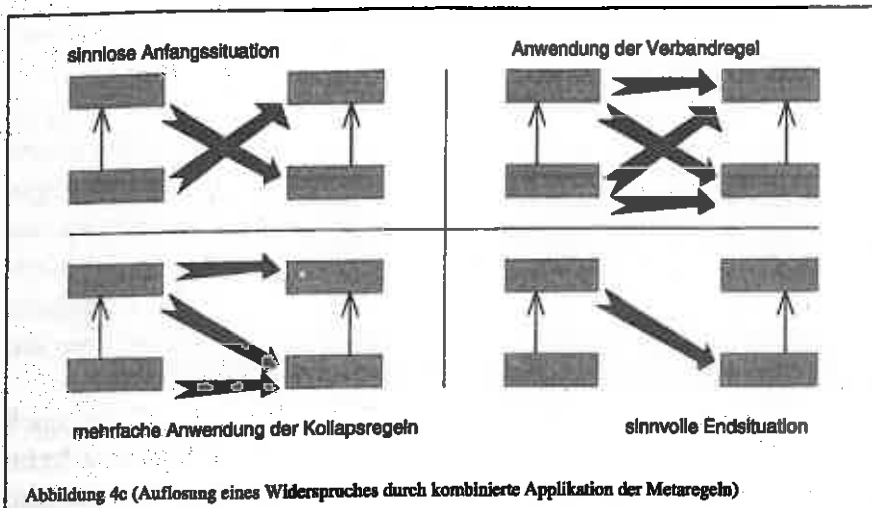 sinnlose Anfangssituation
Anwendung der Verbandregel
mehrfache Anwendung der Kollapsregeln
sinnvolle Endsituation
Abbildung 4c (Auflosung eines Widerspruches durch kombinierte Applikation der Metaregeln)